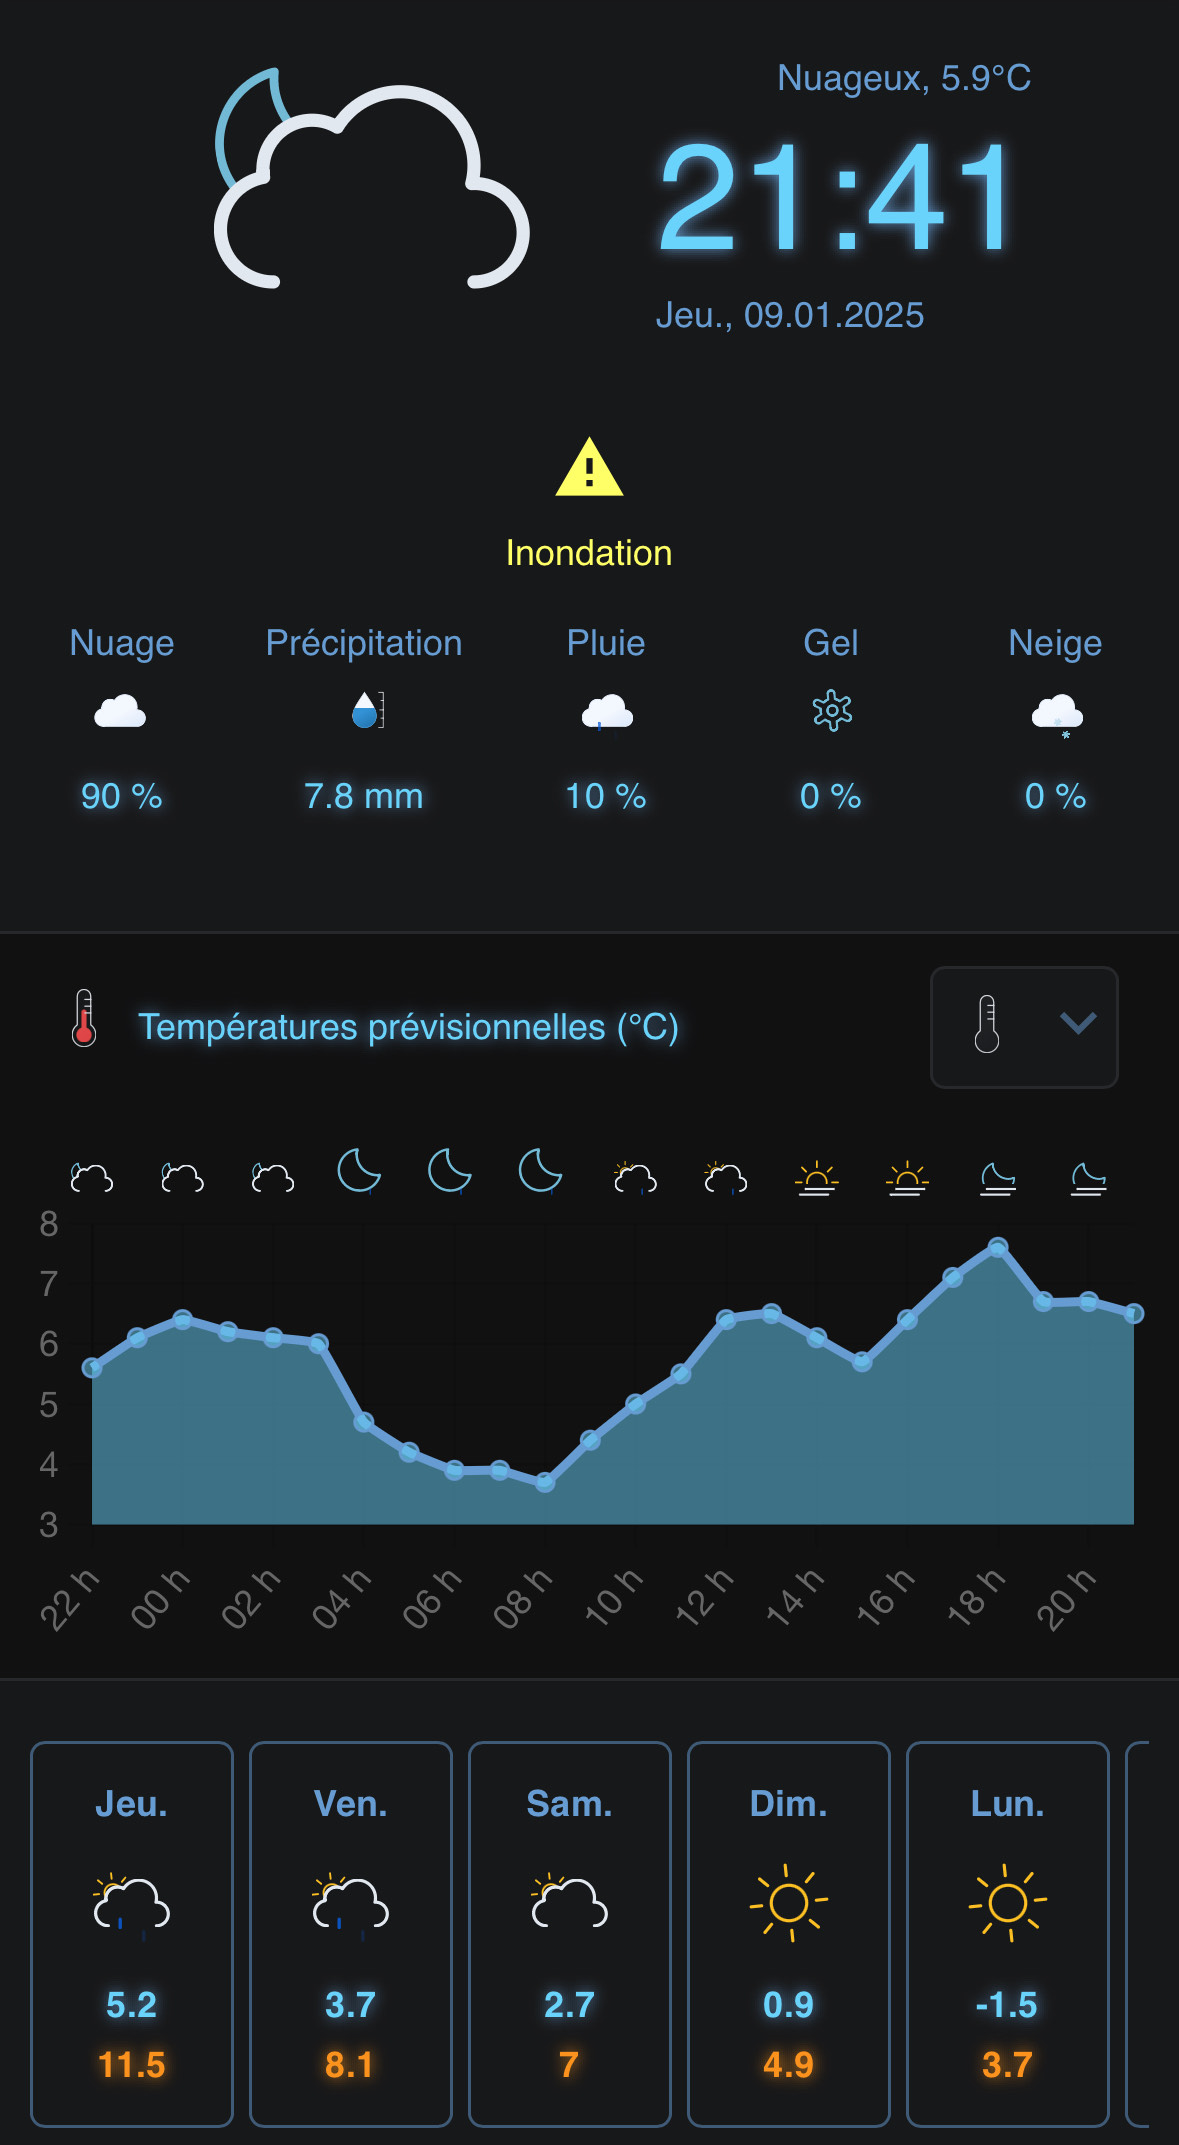 Nuageux, 5.9°C
21:41
Jeu., 09.01.2025
Inondation
Nuage Précipitation Pluie Gel Neige
90 % 7.8 mm 10 % 0 % 0 %
Températures prévisionnelles (°C)
8
7
6
5
4
3
22 h 00 h 02 h 04 h 06 h 08 h 10 h 12 h 14 h 16 h 18 h 20 h
Jeu. Ven. Sam. Dim. Lun.
5.2 3.7 2.7 0.9 -1.5
11.5 8.1 7 4.9 3.7